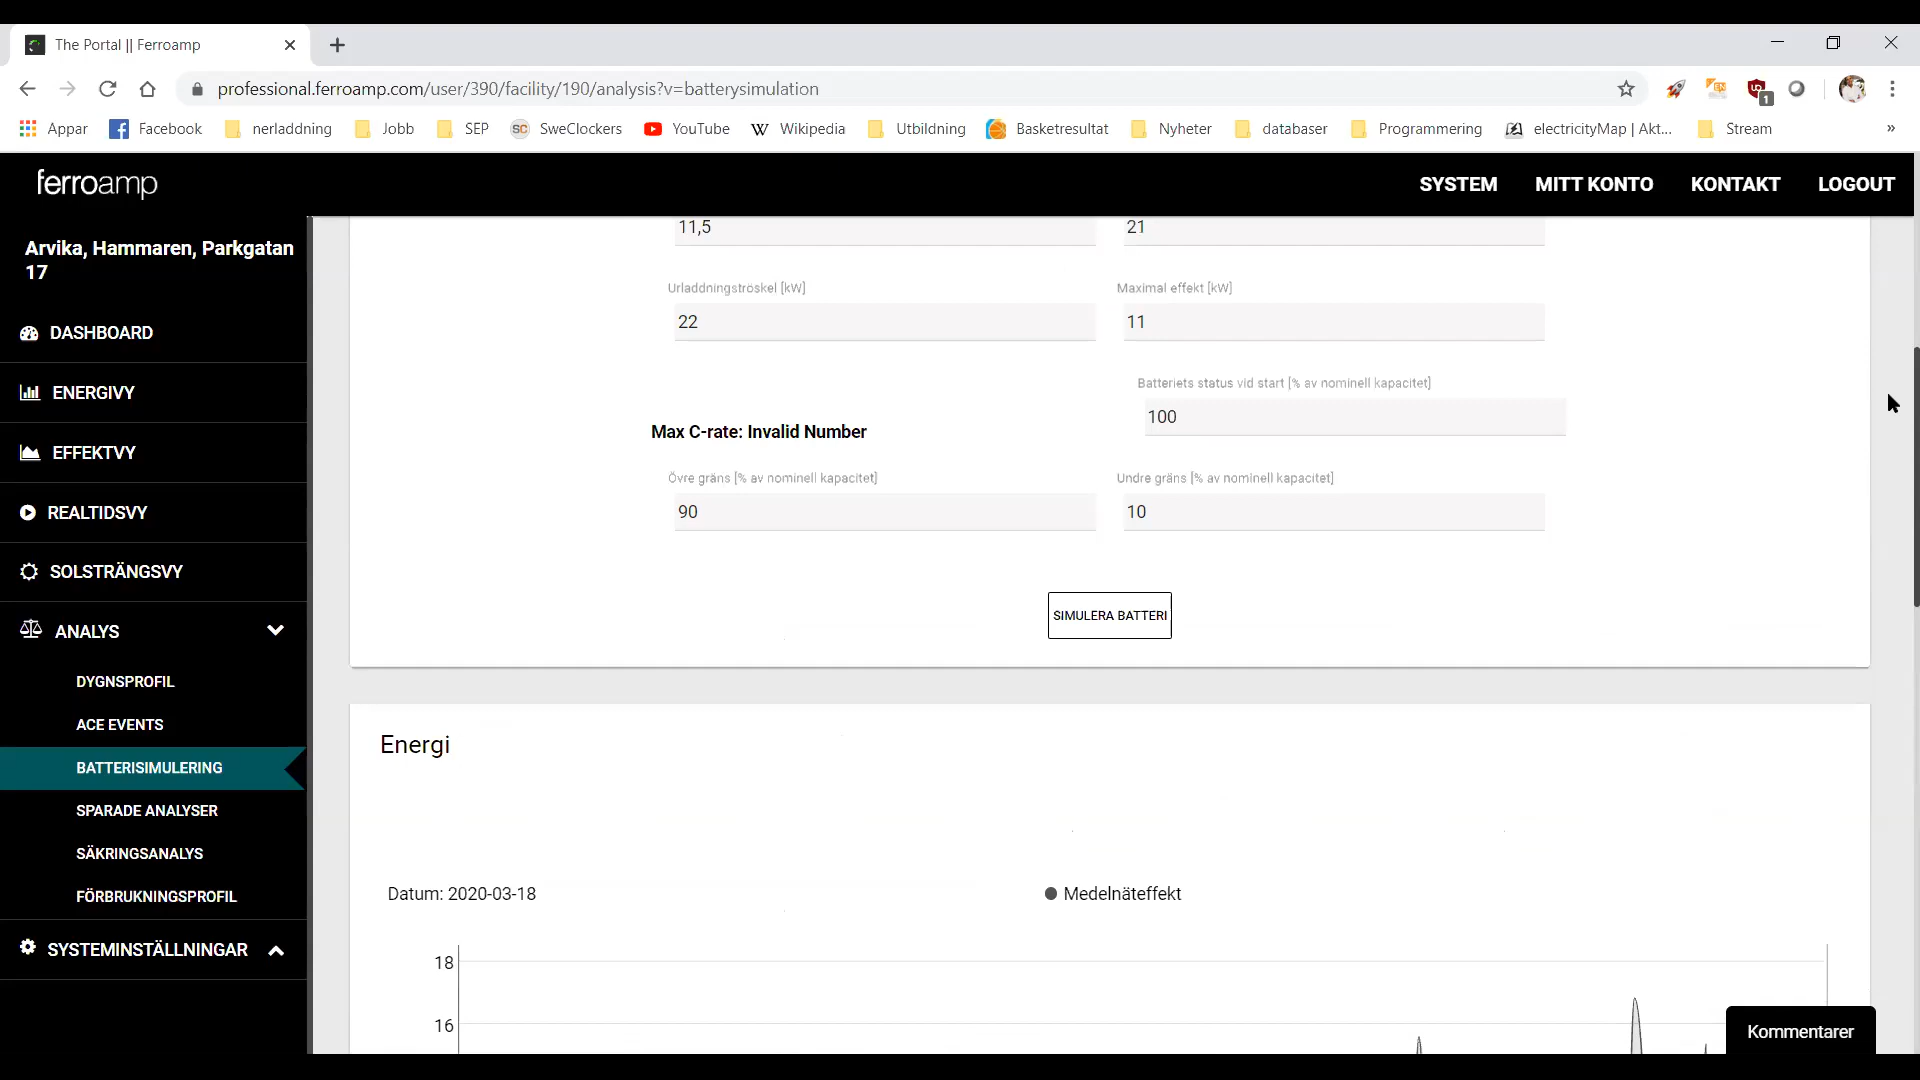 The Portal || Ferroamp
professional.ferroamp.com/user/390/facility/190/analysis?v=batterysimulation
EN
1
Appar
Facebook
nerladdning
Jobb
SEP
SC SweClockers
YouTube
W Wikipedia
Utbildning
Basketresultat
Nyheter
databaser
Programmering
electricityMap | Akt...
Stream
»
ferroamp
SYSTEM
MITT KONTO
KONTAKT
LOGOUT
Arvika, Hammaren, Parkgatan
17
DASHBOARD
ENERGIVY
EFFEKTVY
REALTIDSVY
SOLSTRÄNGSVY
ANALYS
DYGNSPROFIL
ACE EVENTS
BATTERISIMULERING
SPARADE ANALYSER
SÄKRINGSANALYS
FÖRBRUKNINGSPROFIL
SYSTEMINSTÄLLNINGAR
11,5
21
Urladdningströskel [kW]
Maximal effekt [kW]
22
11
Batteriets status vid start [% av nominell kapacitet]
100
Max C-rate: Invalid Number
Övre gräns [% av nominell kapacitet]
Undre gräns [% av nominell kapacitet]
90
10
SIMULERA BATTERI
Energi
Datum: 2020-03-18
Medelnäteffekt
18
16
Kommentarer